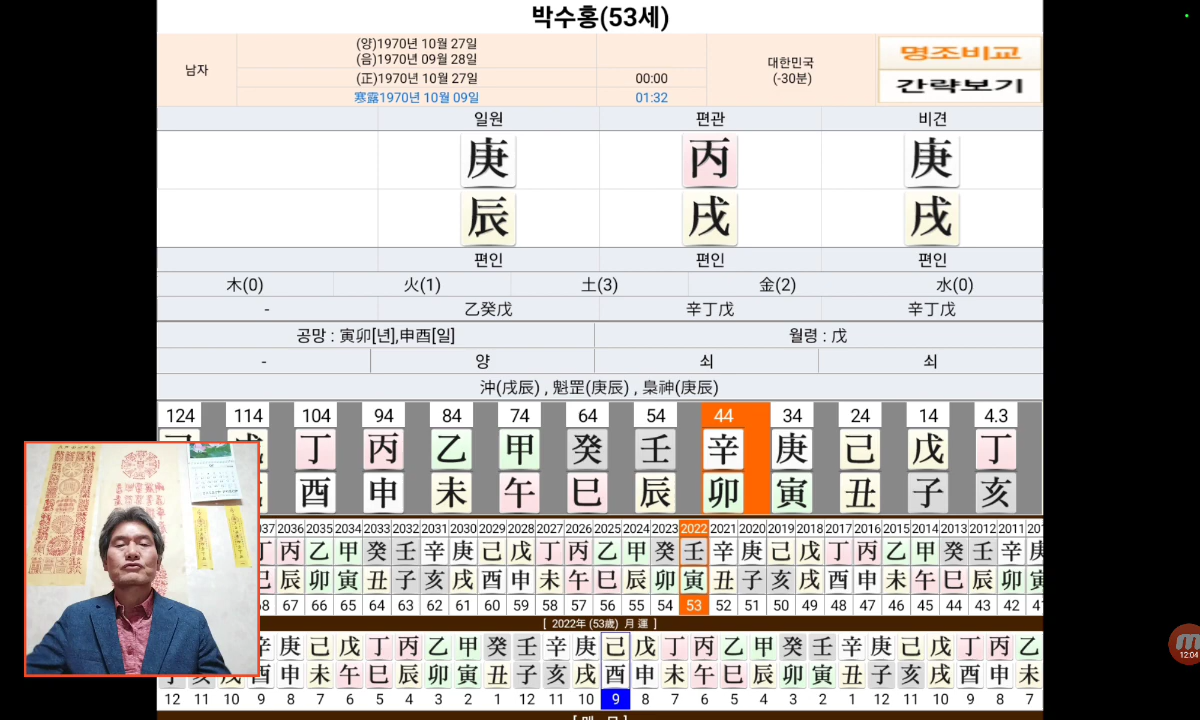 박수홍(53세)
남자
(양)1970년 10월 27일
(음)1970년 09월 28일
(正)1970년 10월 27일 00:00
寒露1970년 10월 09일 01:32
대한민국
(-30분)
명조비교
간략보기
일원 편관 비견
庚 丙 庚
辰 戌 戌
편인 편인 편인
木(0) 火(1) 土(3) 金(2) 水(0)
- 乙癸戊 辛丁戊 辛丁戊
공망 : 寅卯[년],申酉[일] 월령 : 戊
- 양 쇠 쇠
沖(戌辰) , 魁罡(庚辰) , 梟神(庚辰)
124 114 104 94 84 74 64 54 44 34 24 14 4.3
丁 丙 乙 甲 癸 壬 辛 庚 己 戊 丁
酉 申 未 午 巳 辰 卯 寅 丑 子 亥
2036 2035 2034 2033 2032 2031 2030 2029 2028 2027 2026 2025 2024 2023 2022 2021 2020 2019 2018 2017 2016 2015 2014 2013 2012 2011
丙 乙 甲 癸 壬 辛 庚 己 戊 丁 丙 乙 甲 癸 壬 辛 庚 己 戊 丁 丙 乙 甲 癸 壬 辛
辰 卯 寅 丑 子 亥 戌 酉 申 未 午 巳 辰 卯 寅 丑 子 亥 戌 酉 申 未 午 巳 辰 卯
67 66 65 64 63 62 61 60 59 58 57 56 55 54 53 52 51 50 49 48 47 46 45 44 43 42
[ 2022年 (53歲) 月 運 ]
辛 庚 己 戊 丁 丙 乙 甲 癸 壬 辛 庚 己 戊 丁 丙 乙 甲 癸 壬 辛 庚 己 戊 丁 丙 乙
酉 申 未 午 巳 辰 卯 寅 丑 子 亥 戌 酉 申 未 午 巳 辰 卯 寅 丑 子 亥 戌 酉 申 未
12 11 10 9 8 7 6 5 4 3 2 1 12 11 10 9 8 7 6 5 4 3 2 1 12 11 10 9 8 7
12:04